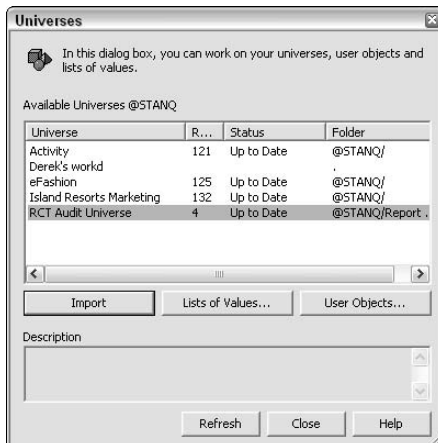 Universes
In this dialog box, you can work on your universes, user objects and
lists of values.
Available Universes @STANQ
Universe R... Status Folder
Activity 121 Up to Date @STANQ/
Derek's workd .
eFashion 125 Up to Date @STANQ/
Island Resorts Marketing 132 Up to Date @STANQ/
RCT Audit Universe 4 Up to Date @STANQ/Report .
Import Lists of Values... User Objects...
Description
Refresh Close Help